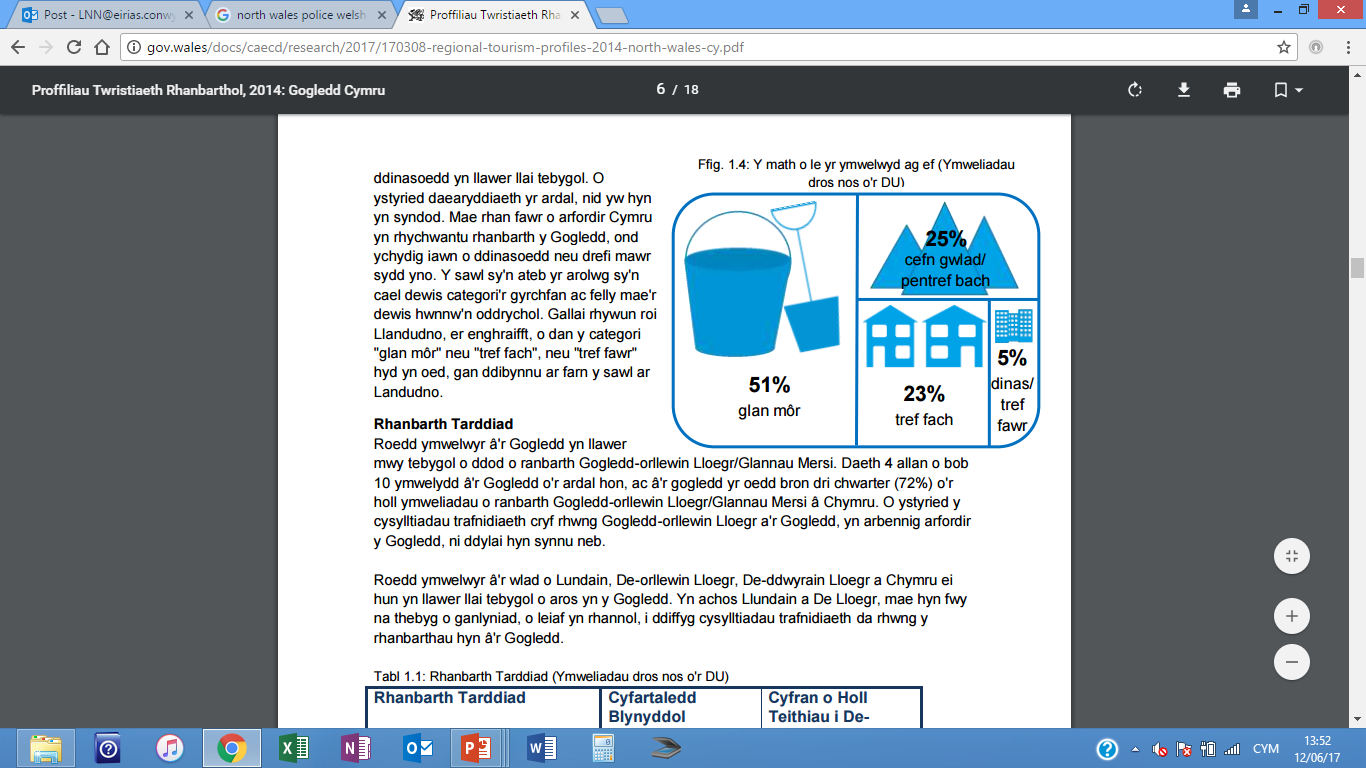 Post - LNN@eirias.conwy
north wales police welsh
Proffiliau Twristiaeth Rha
gov.wales/docs/caecd/research/2017/170308-regional-tourism-profiles-2014-north-wales-cy.pdf
Proffiliau Twristiaeth Rhanbarthol, 2014: Gogledd Cymru
6 / 18
ddinasoedd yn llawer llai tebygol. O
ystyried daearyddiaeth yr ardal, nid yw hyn
yn syndod. Mae rhan fawr o arfordir Cymru
yn rhychwantu rhanbarth y Gogledd, ond
ychydig iawn o ddinasoedd neu drefi mawr
sydd yno. Y sawl sy'n ateb yr arolwg sy'n
cael dewis categori'r gyrchfan ac felly mae'r
dewis hwnnw'n oddrychol. Gallai rhywun roi
Llandudno, er enghraifft, o dan y categori
"glan môr" neu "tref fach", neu "tref fawr"
hyd yn oed, gan ddibynnu ar farn y sawl ar
Landudno.
Ffig. 1.4: Y math o le yr ymwelwyd ag ef (Ymweliadau
dros nos o'r DU)
51%
glan môr
25%
cefn gwlad/
pentref bach
23%
tref fach
5%
dinas/
tref
fawr
Rhanbarth Tarddiad
Roedd ymwelwyr â'r Gogledd yn llawer
mwy tebygol o ddod o ranbarth Gogledd-orllewin Lloegr/Glannau Mersi. Daeth 4 allan o bob
10 ymwelydd â'r Gogledd o'r ardal hon, ac â'r gogledd yr oedd bron dri chwarter (72%) o'r
holl ymweliadau o ranbarth Gogledd-orllewin Lloegr/Glannau Mersi â Chymru. O ystyried y
cysylltiadau trafnidiaeth cryf rhwng Gogledd-orllewin Lloegr a'r Gogledd, yn arbennig arfordir
y Gogledd, ni ddylai hyn synnu neb.
Roedd ymwelwyr â'r wlad o Lundain, De-orllewin Lloegr, De-ddwyrain Lloegr a Chymru ei
hun yn llawer llai tebygol o aros yn y Gogledd. Yn achos Llundain a De Lloegr, mae hyn fwy
na thebyg o ganlyniad, o leiaf yn rhannol, i ddiffyg cysylltiadau trafnidiaeth da rhwng y
rhanbarthau hyn â'r Gogledd.
Tabl 1.1: Rhanbarth Tarddiad (Ymweliadau dros nos o'r DU)
Rhanbarth Tarddiad
Cyfartaledd
Blynyddol
Cyfran o Holl
Teithiau i De-
CYM
13:52
12/06/17